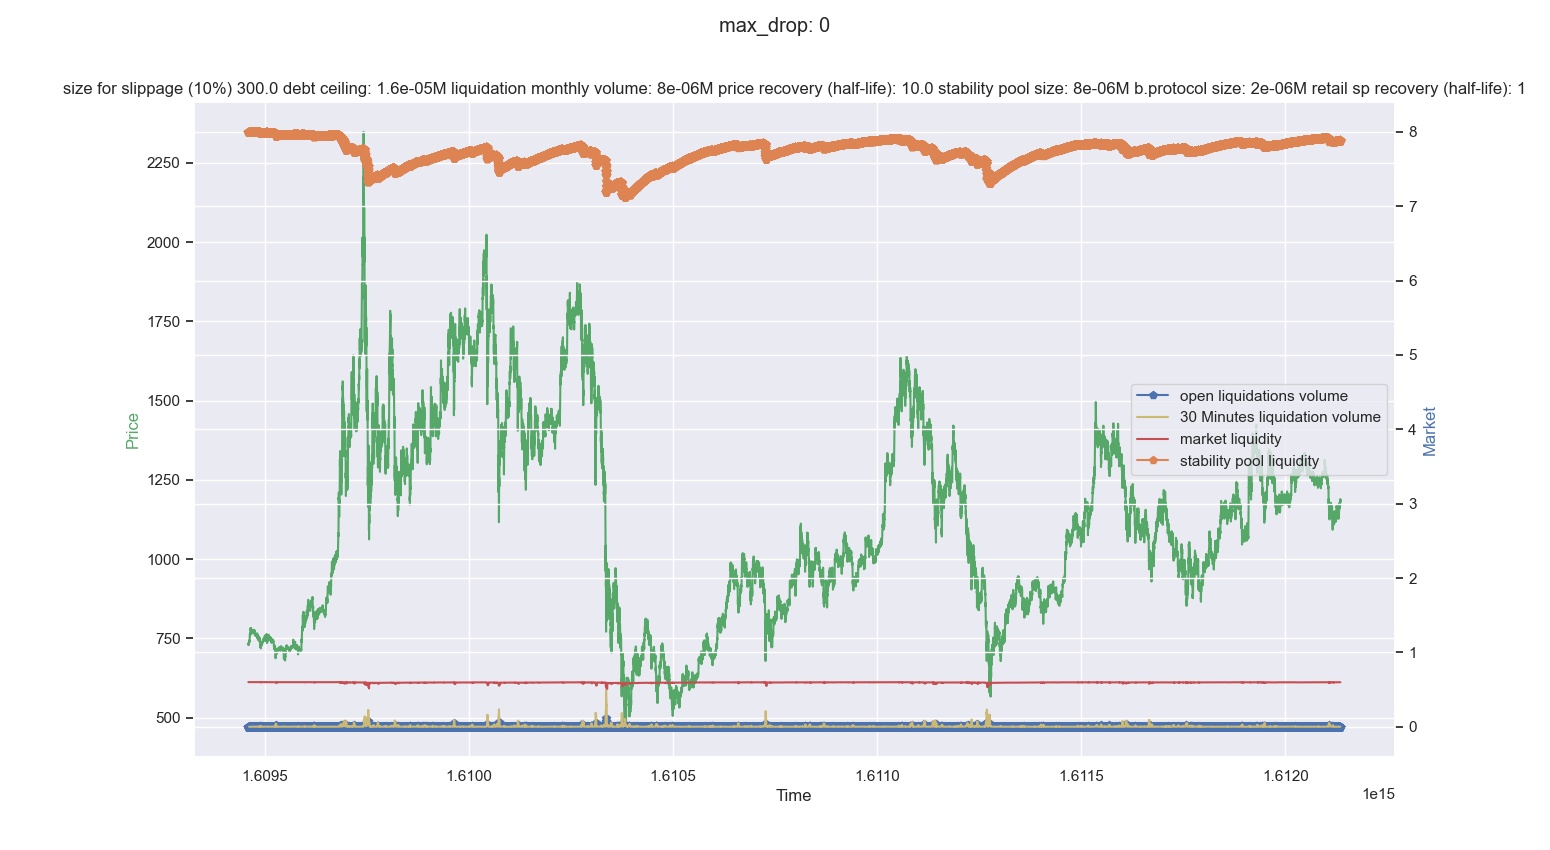 max_drop: 0
size for slippage (10%) 300.0 debt ceiling: 1.6e-05M liquidation monthly volume: 8e-06M price recovery (half-life): 10.0 stability pool size: 8e-06M b.protocol size: 2e-06M retail sp recovery (half-life): 1
8
2250
7
2000
6
1750
5
1500
open liquidations volume
30 Minutes liquidation volume
market liquidity
stability pool liquidity
Price
4
Market
1250
3
1000
2
750
1
500
0
1.6095
1.6100
1.6105
1.6110
1.6115
1.6120
Time
1e15